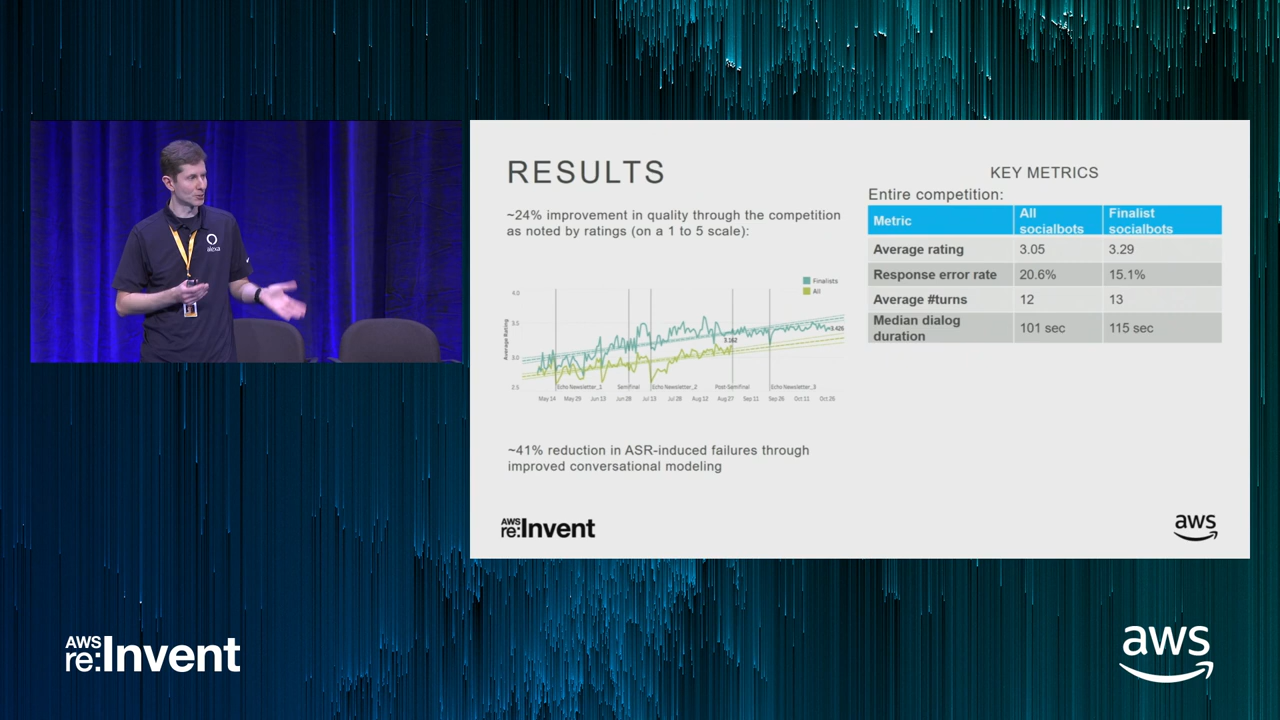 alexa
RESULTS
~24% improvement in quality through the competition
as noted by ratings (on a 1 to 5 scale):
Finalists
All
Average Rating
4.0
3.5
3.0
2.5
3.162
3.426
Echo Newsletter_1
Semifinal
Echo Newsletter_2
Post-Semifinal
Echo Newsletter_3
May 14 May 29 Jun 13 Jun 28 Jul 13 Jul 28 Aug 12 Aug 27 Sep 11 Sep 26 Oct 11 Oct 26
~41% reduction in ASR-induced failures through
improved conversational modeling
KEY METRICS
Entire competition:
Metric All socialbots Finalist socialbots
Average rating 3.05 3.29
Response error rate 20.6% 15.1%
Average #turns 12 13
Median dialog duration 101 sec 115 sec
AWS
re:Invent
aws
AWS
re:Invent
aws